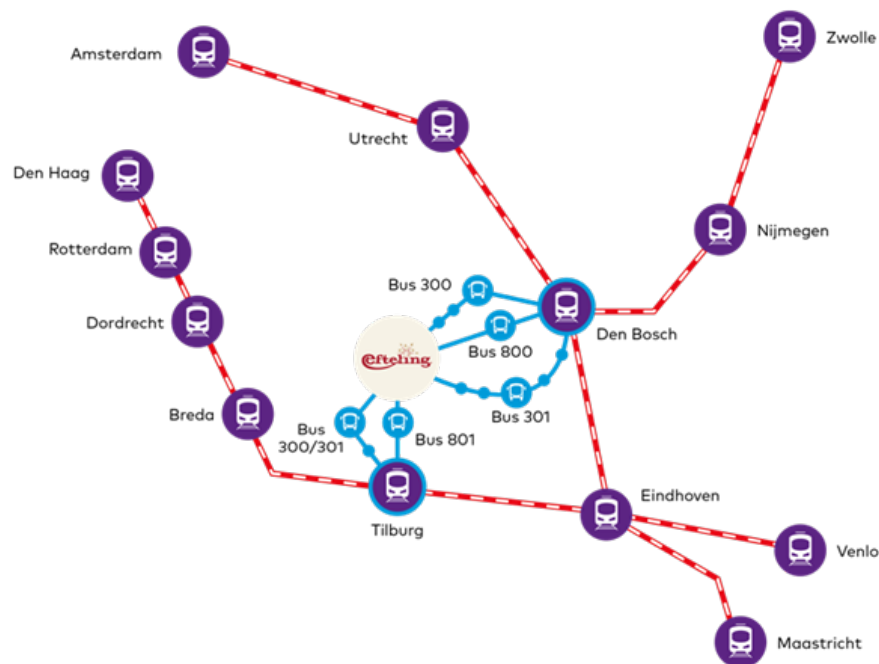 Amsterdam
Zwolle
Utrecht
Den Haag
Nijmegen
Rotterdam
Bus 300
Dordrecht
Den Bosch
Bus 800
efteling
Bus 301
Breda
Bus
300/301
Bus 801
Eindhoven
Tilburg
Venlo
Maastricht